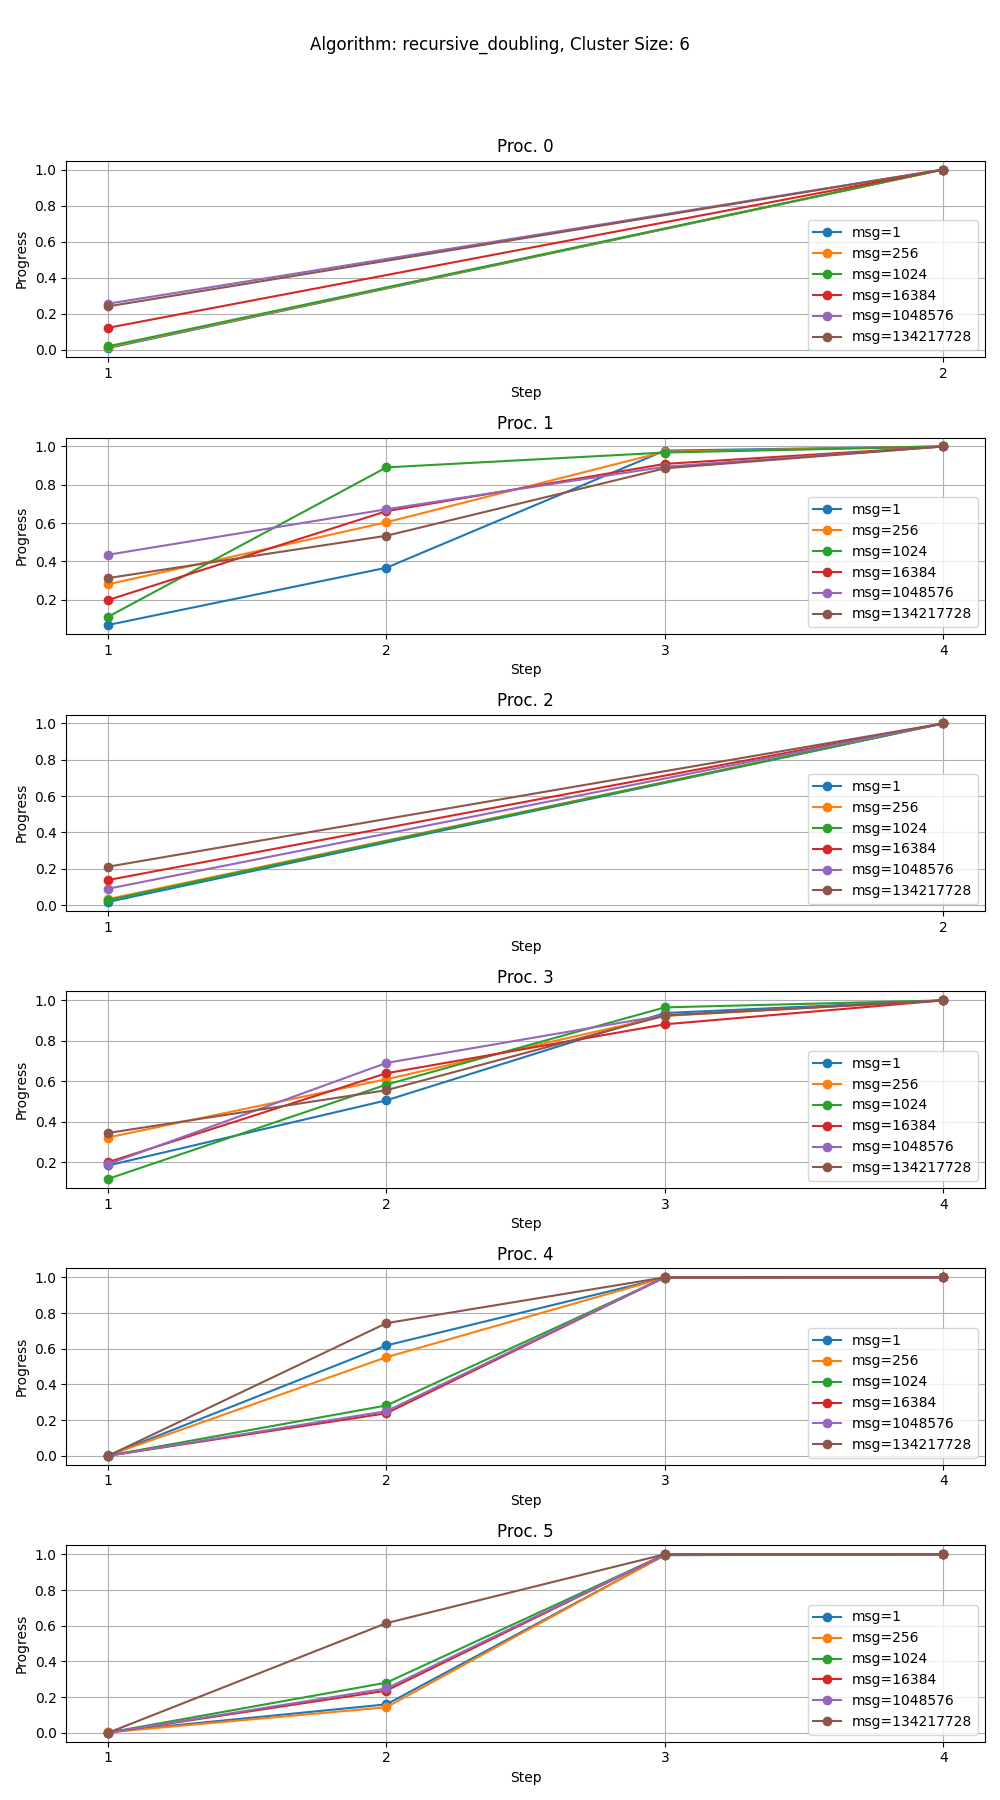 Algorithm: recursive_doubling, Cluster Size: 6
Proc. 0
Progress
1.0
0.8
0.6
0.4
0.2
0.0
msg=1
msg=256
msg=1024
msg=16384
msg=1048576
msg=134217728
1 2
Step
Proc. 1
Progress
1.0
0.8
0.6
0.4
0.2
msg=1
msg=256
msg=1024
msg=16384
msg=1048576
msg=134217728
1 2 3 4
Step
Proc. 2
Progress
1.0
0.8
0.6
0.4
0.2
0.0
msg=1
msg=256
msg=1024
msg=16384
msg=1048576
msg=134217728
1 2
Step
Proc. 3
Progress
1.0
0.8
0.6
0.4
0.2
msg=1
msg=256
msg=1024
msg=16384
msg=1048576
msg=134217728
1 2 3 4
Step
Proc. 4
Progress
1.0
0.8
0.6
0.4
0.2
0.0
msg=1
msg=256
msg=1024
msg=16384
msg=1048576
msg=134217728
1 2 3 4
Step
Proc. 5
Progress
1.0
0.8
0.6
0.4
0.2
0.0
msg=1
msg=256
msg=1024
msg=16384
msg=1048576
msg=134217728
1 2 3 4
Step